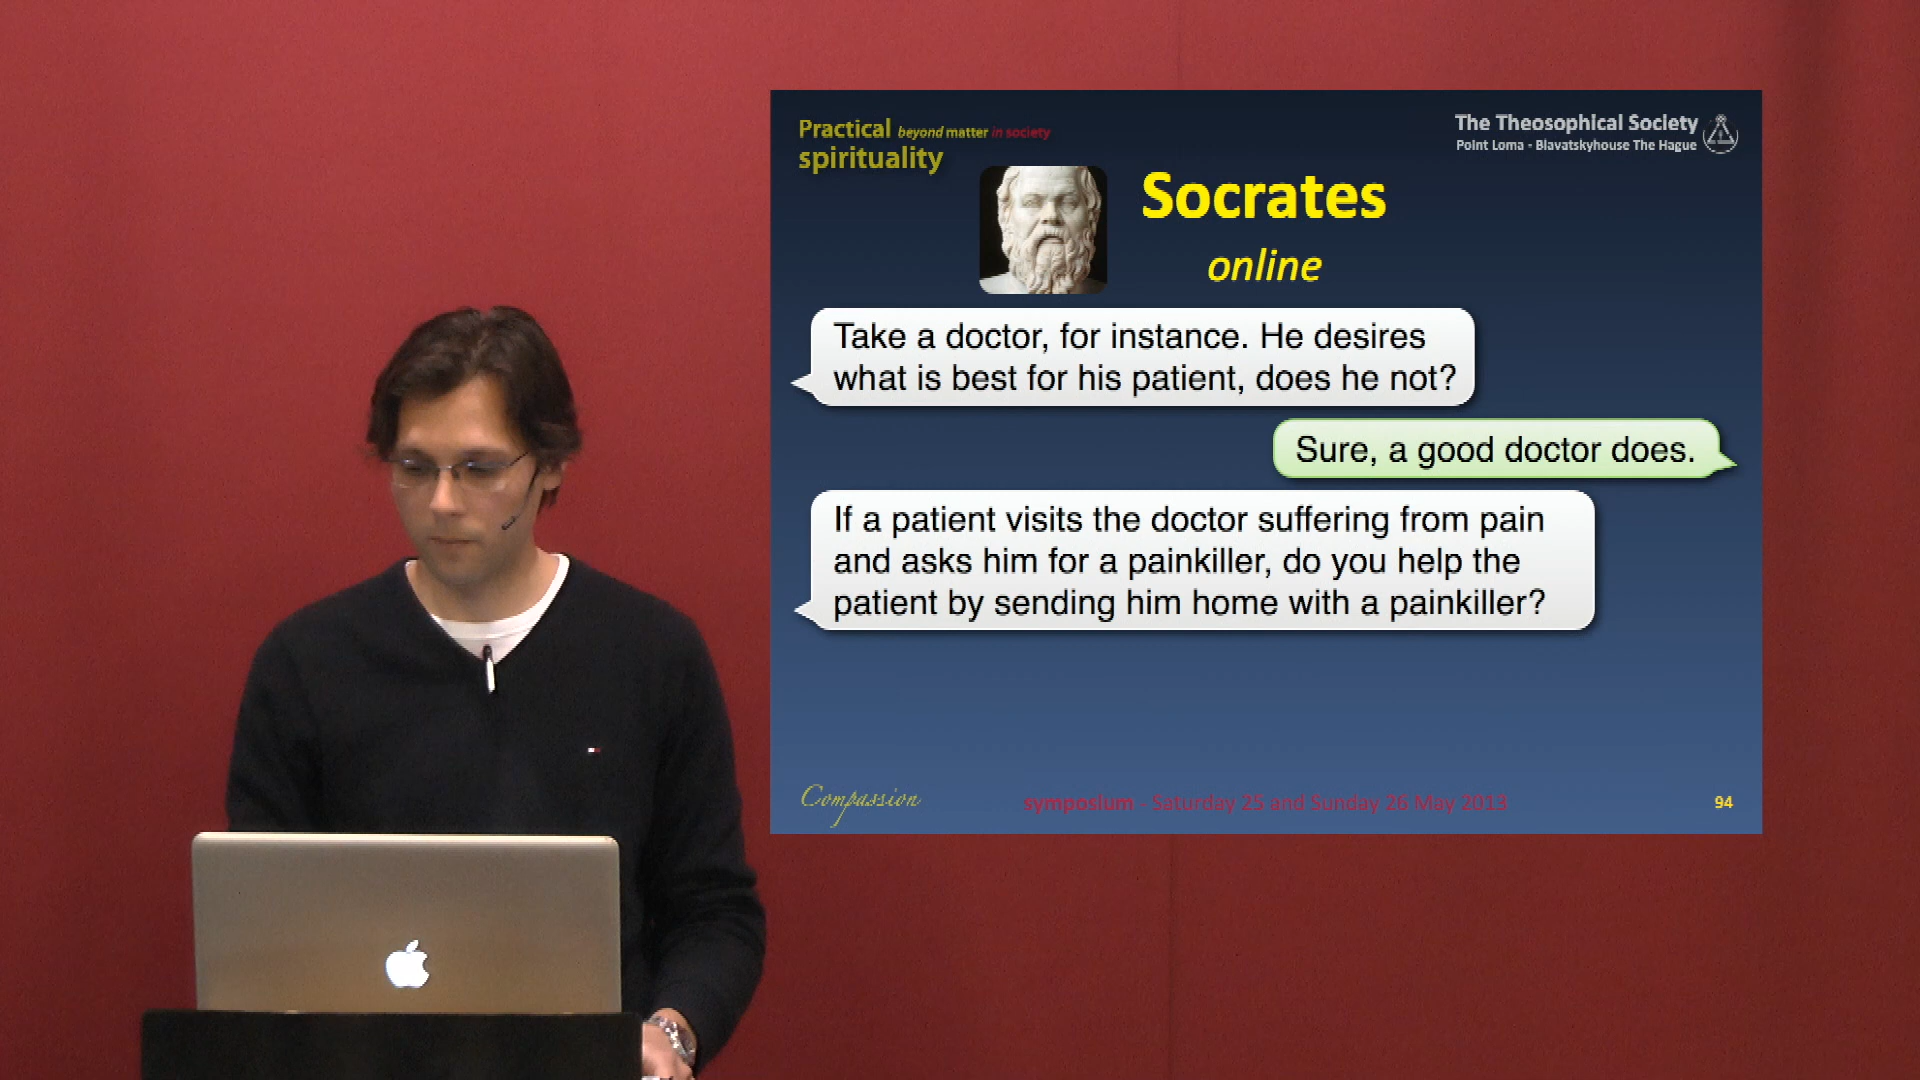 Practical beyond matter in society
spirituality
The Theosophical Society
Point Loma - Blavatskyhouse The Hague
Socrates
online
Take a doctor, for instance. He desires
what is best for his patient, does he not?
Sure, a good doctor does.
If a patient visits the doctor suffering from pain
and asks him for a painkiller, do you help the
patient by sending him home with a painkiller?
Compassion
symposium - Saturday 25 and Sunday 26 May 2013
94